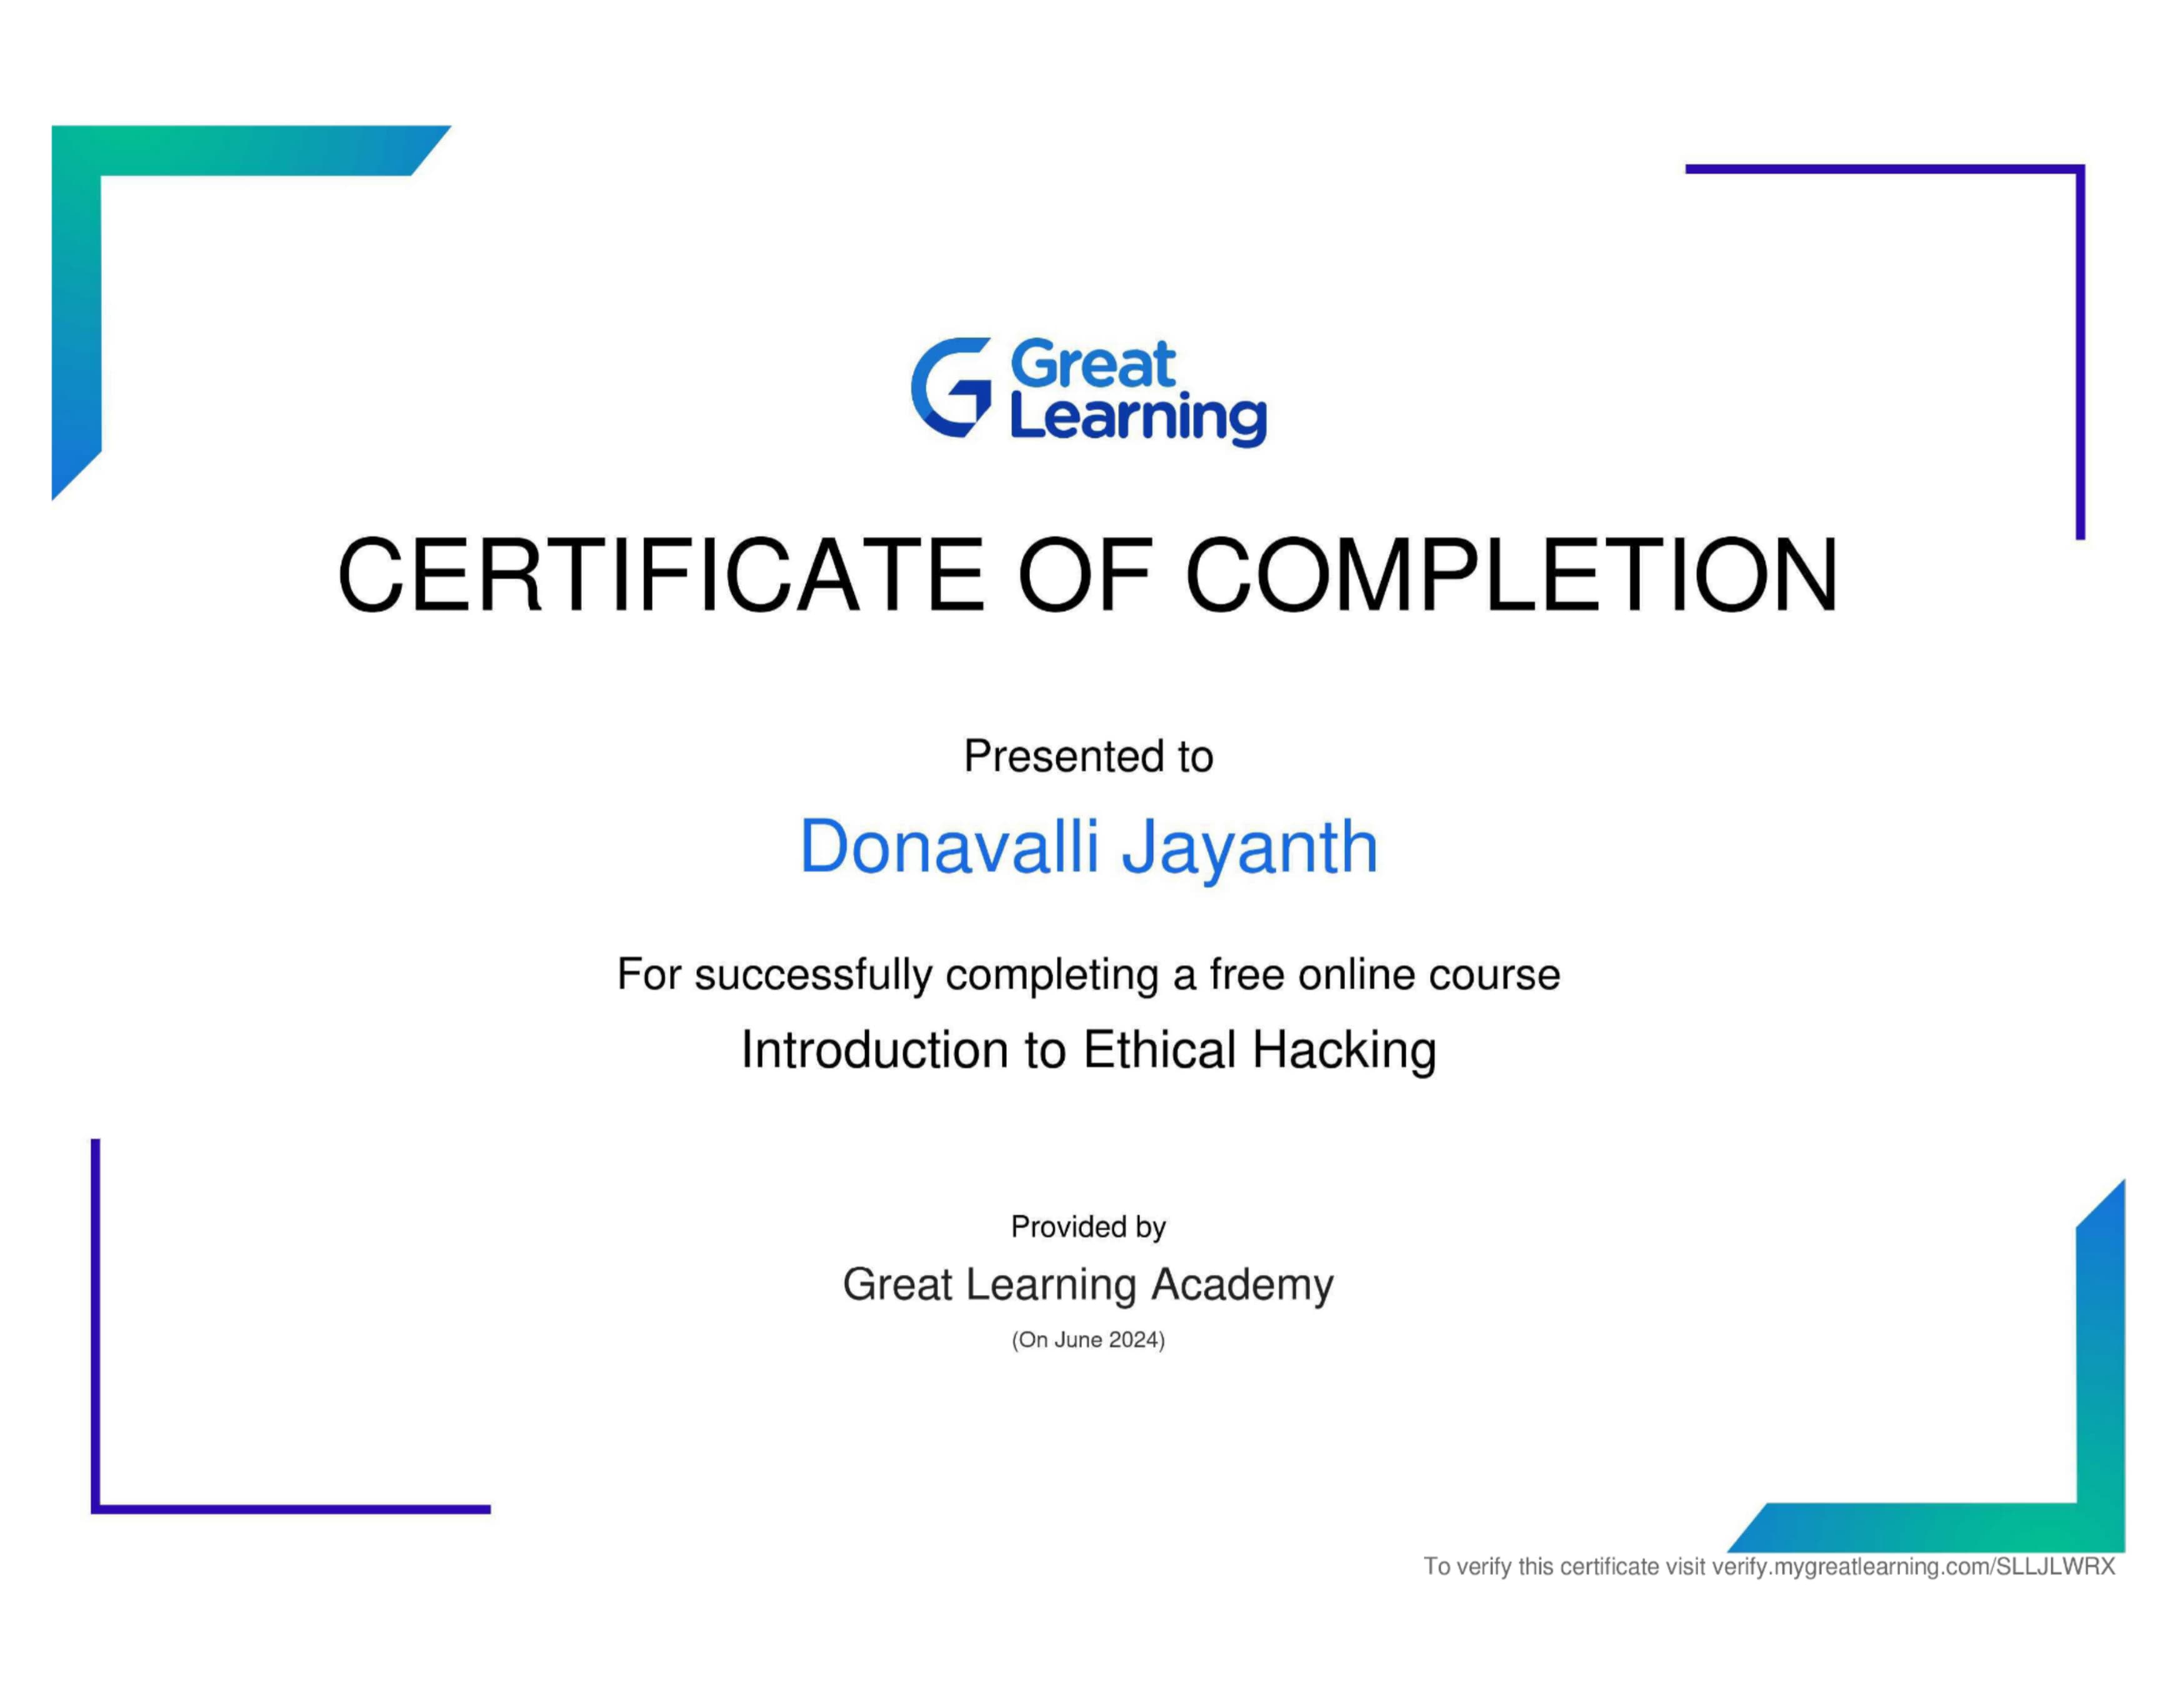 Great
Learning
CERTIFICATE OF COMPLETION
Presented to
Donavalli Jayanth
For successfully completing a free online course
Introduction to Ethical Hacking
Provided by
Great Learning Academy
(On June 2024)
To verify this certificate visit verify.mygreatlearning.com/SLLJLWRX